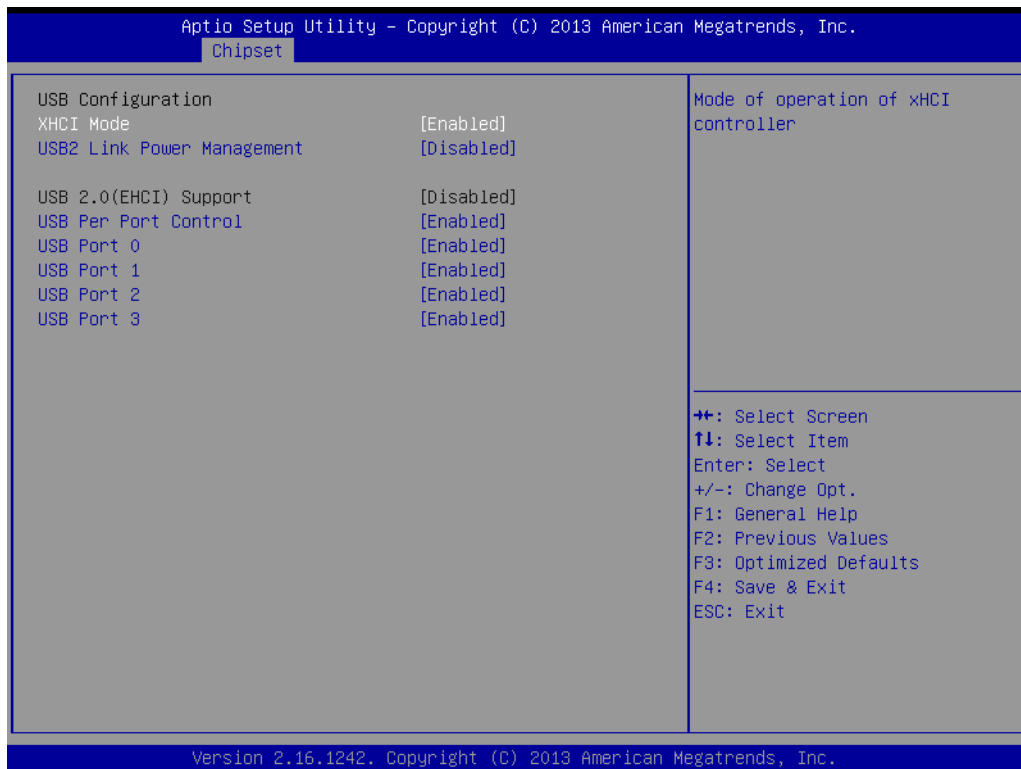 Aptio Setup Utility – Copyright (C) 2013 American Megatrends, Inc.
Chipset
USB Configuration
XHCI Mode [Enabled]
USB2 Link Power Management [Disabled]
USB 2.0(EHCI) Support [Disabled]
USB Per Port Control [Enabled]
USB Port 0 [Enabled]
USB Port 1 [Enabled]
USB Port 2 [Enabled]
USB Port 3 [Enabled]
Mode of operation of xHCI
controller
→←: Select Screen
↑↓: Select Item
Enter: Select
+/-: Change Opt.
F1: General Help
F2: Previous Values
F3: Optimized Defaults
F4: Save & Exit
ESC: Exit
Version 2.16.1242. Copyright (C) 2013 American Megatrends, Inc.